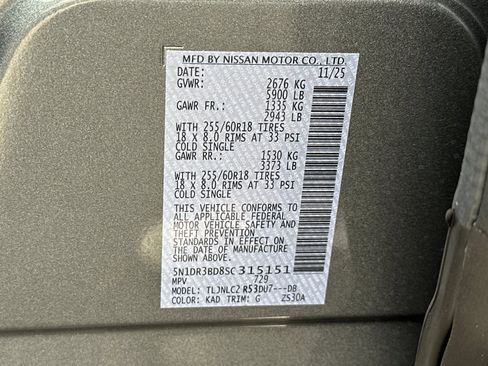 MFD BY NISSAN MOTOR CO., LTD.
DATE: 11/25
GVWR: 2676 KG
5900 LB
GAWR FR.: 1335 KG
2943 LB
WITH 255/60R18 TIRES
18 X 8.0 RIMS AT 33 PSI
COLD SINGLE
GAWR RR.: 1530 KG
3373 LB
WITH 255/60R18 TIRES
18 X 8.0 RIMS AT 33 PSI
COLD SINGLE
THIS VEHICLE CONFORMS TO
ALL APPLICABLE FEDERAL
MOTOR VEHICLE SAFETY AND
THEFT PREVENTION
STANDARDS IN EFFECT ON
THE DATE OF MANUFACTURE
SHOWN ABOVE.
5N1DR3BD8SC315151
MPV 729
MODEL: TLJNLC2 R53DU7---DB
COLOR: KAD TRIM: G ZS30A